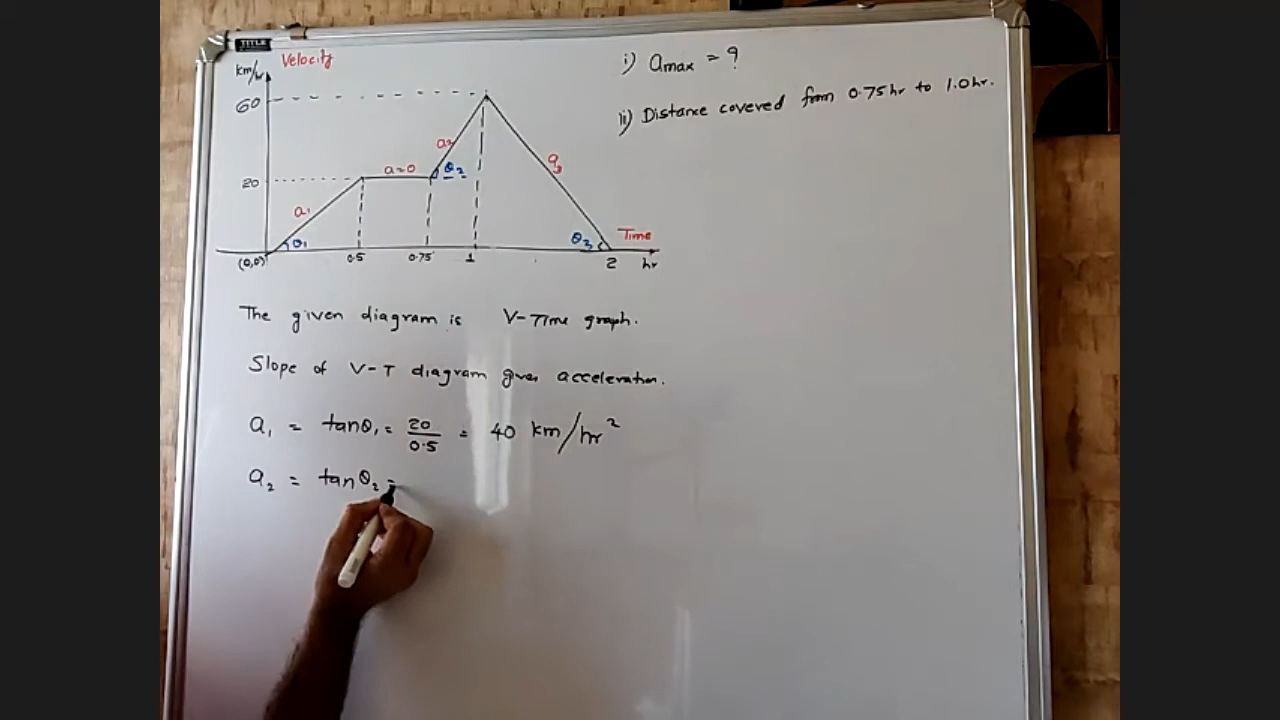 TITLE
Velocity
km/hr
60
20
a₁
a=0
a₂
a₃
θ₁
θ₂
θ₃
Time
(0,0)
0.5
0.75
1
2
hr
i) amax = ?
ii) Distance covered from 0.75 hr to 1.0 hr.
The given diagram is V-Time graph.
Slope of V-T diagram gives acceleration.
a₁ = tanθ₁ = 20/0.5 = 40 km/hr²
a₂ = tanθ₂ =